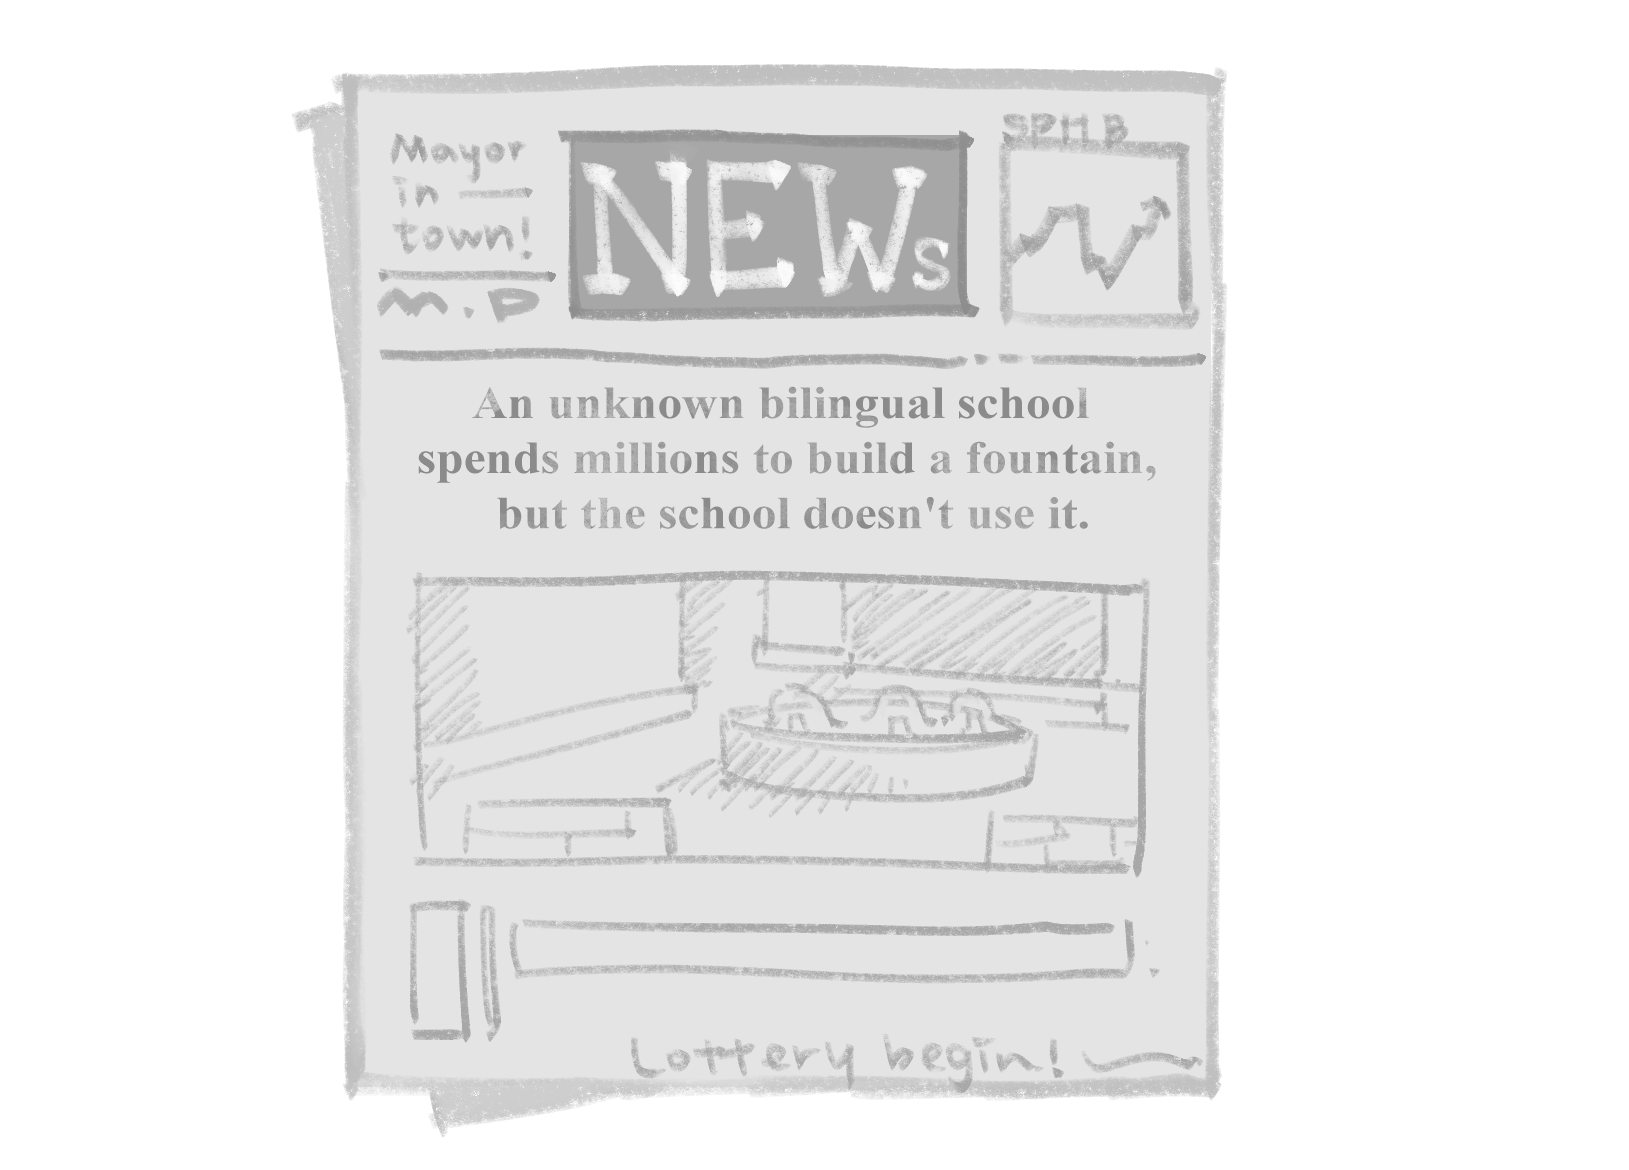 Mayor
in
town!
M.P
NEWs
SPHB
An unknown bilingual school
spends millions to build a fountain,
but the school doesn't use it.
Lottery begin!